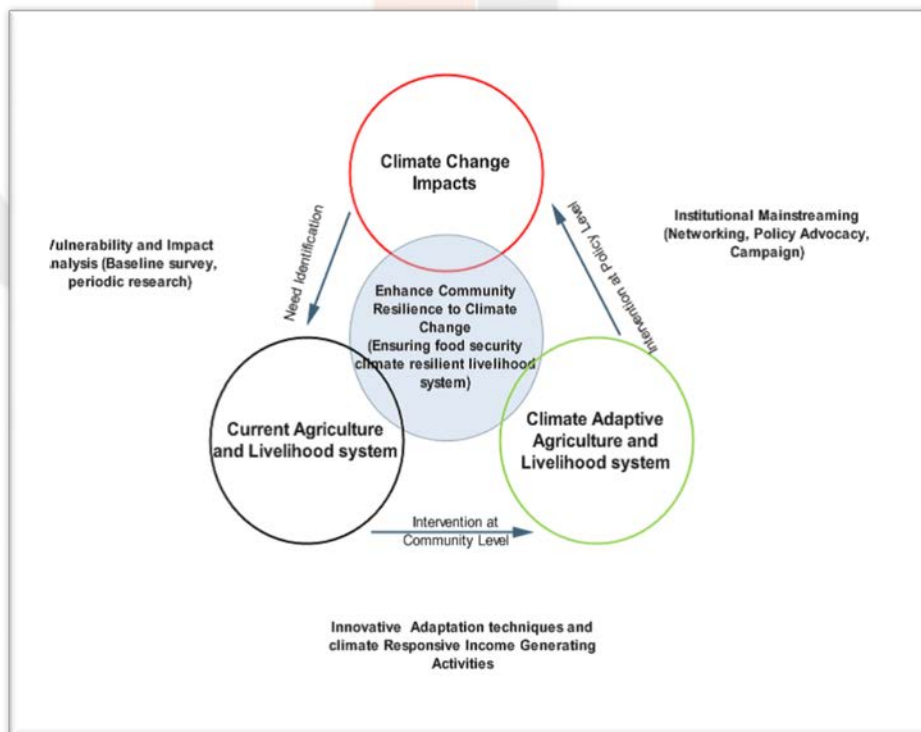 Climate Change
Impacts
Need Identification
Intervention at Policy Level
Institutional Mainstreaming
(Networking, Policy Advocacy,
Campaign)
and Impact
(Baseline survey,
periodic research)
Enhance Community
Resilience to Climate
Change
(Ensuring food security
climate resilient livelihood
system)
Current Agriculture
and Livelihood system
Climate Adaptive
Agriculture and
Livelihood system
Intervention at
Community Level
Innovative Adaptation techniques and
climate Responsive Income Generating
Activities